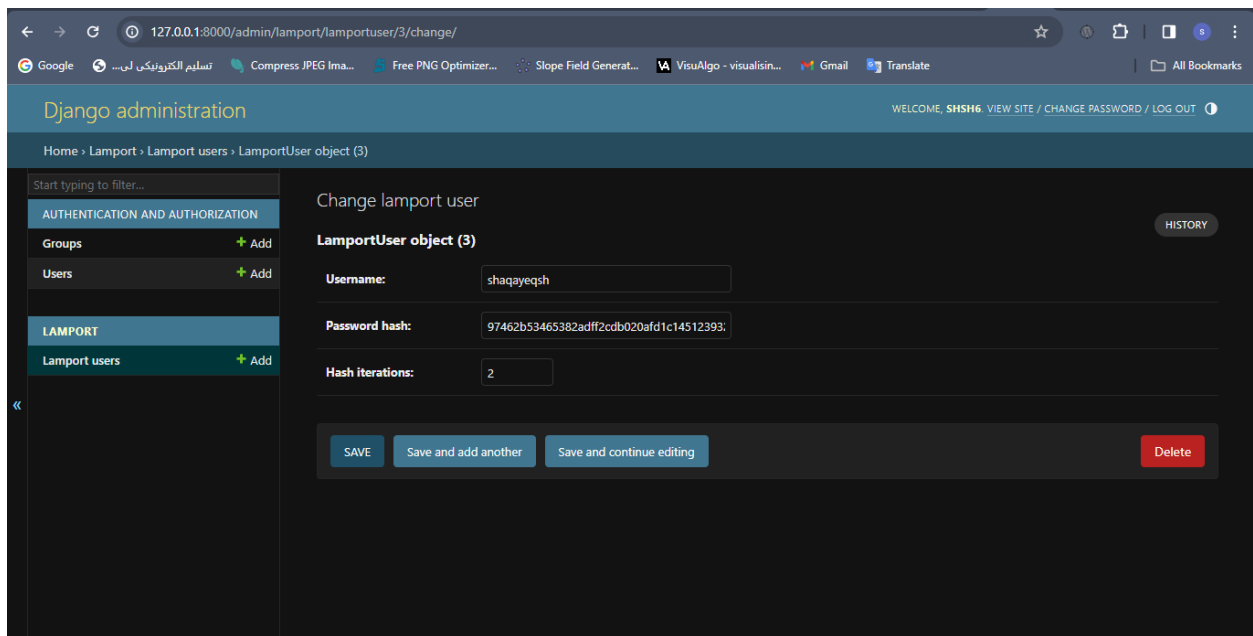 127.0.0.1:8000/admin/lamport/lamportuser/3/change/
S
Google تسلیم الکترونیکی لی... Compress JPEG Ima... Free PNG Optimizer... Slope Field Generat... VisuAlgo - visualisin... Gmail Translate All Bookmarks
Django administration WELCOME, SHSH6. VIEW SITE / CHANGE PASSWORD / LOG OUT
Home › Lamport › Lamport users › LamportUser object (3)
Start typing to filter...
AUTHENTICATION AND AUTHORIZATION
Groups + Add
Users + Add
LAMPORT
Lamport users + Add
«
Change lamport user
HISTORY
LamportUser object (3)
Username: shaqayeqsh
Password hash: 97462b53465382adff2cdb020afd1c14512393
Hash iterations: 2
SAVE Save and add another Save and continue editing Delete